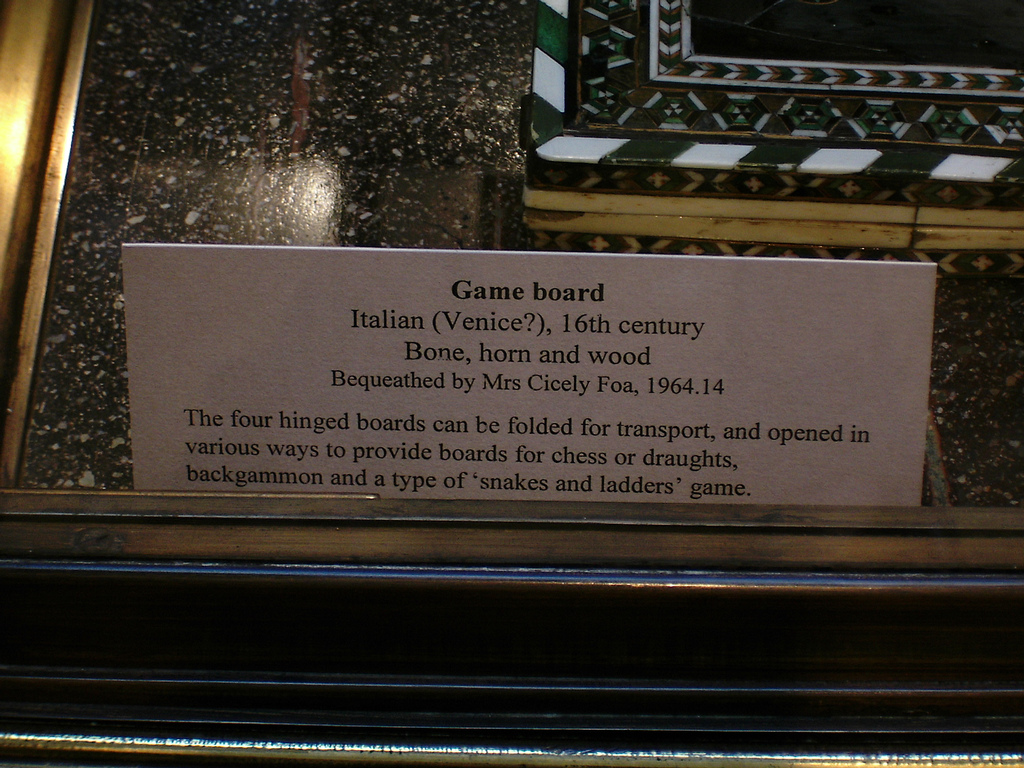 Game board
Italian (Venice?), 16th century
Bone, horn and wood
Bequeathed by Mrs Cicely Foa, 1964.14
The four hinged boards can be folded for transport, and opened in
various ways to provide boards for chess or draughts,
backgammon and a type of ‘snakes and ladders’ game.